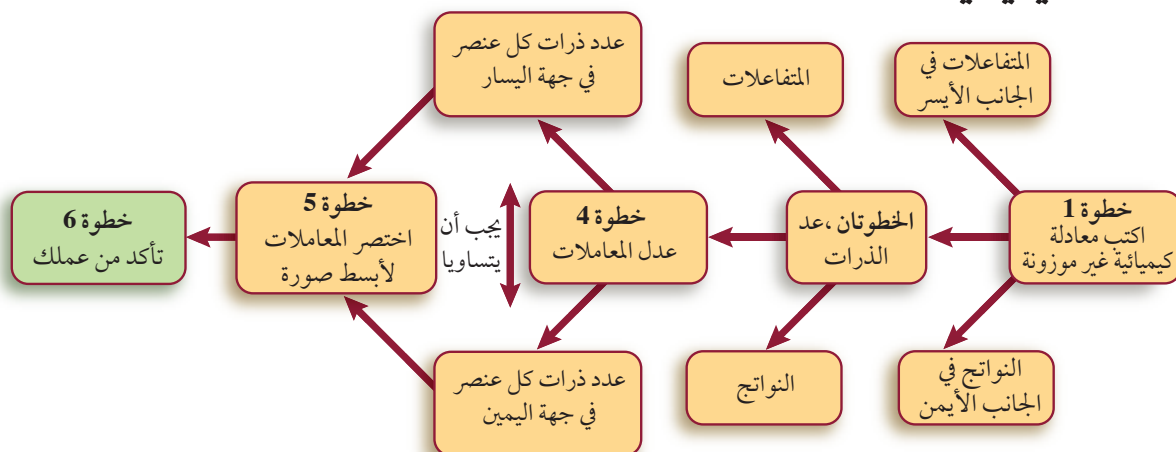 المتفاعلات في
الجانب الأيسر
خطوة 1
اكتب معادلة
كيميائية غير موزونة
النواتج في
الجانب الأيمن
المتفاعلات
الخطوتان ،عد
الذرات
النواتج
عدد ذرات كل عنصر
في جهة اليسار
خطوة 4
عدل المعاملات
عدد ذرات كل عنصر
في جهة اليمين
يجب أن
يتساويا
خطوة 5
اختصر المعاملات
لأبسط صورة
خطوة 6
تأكد من عملك